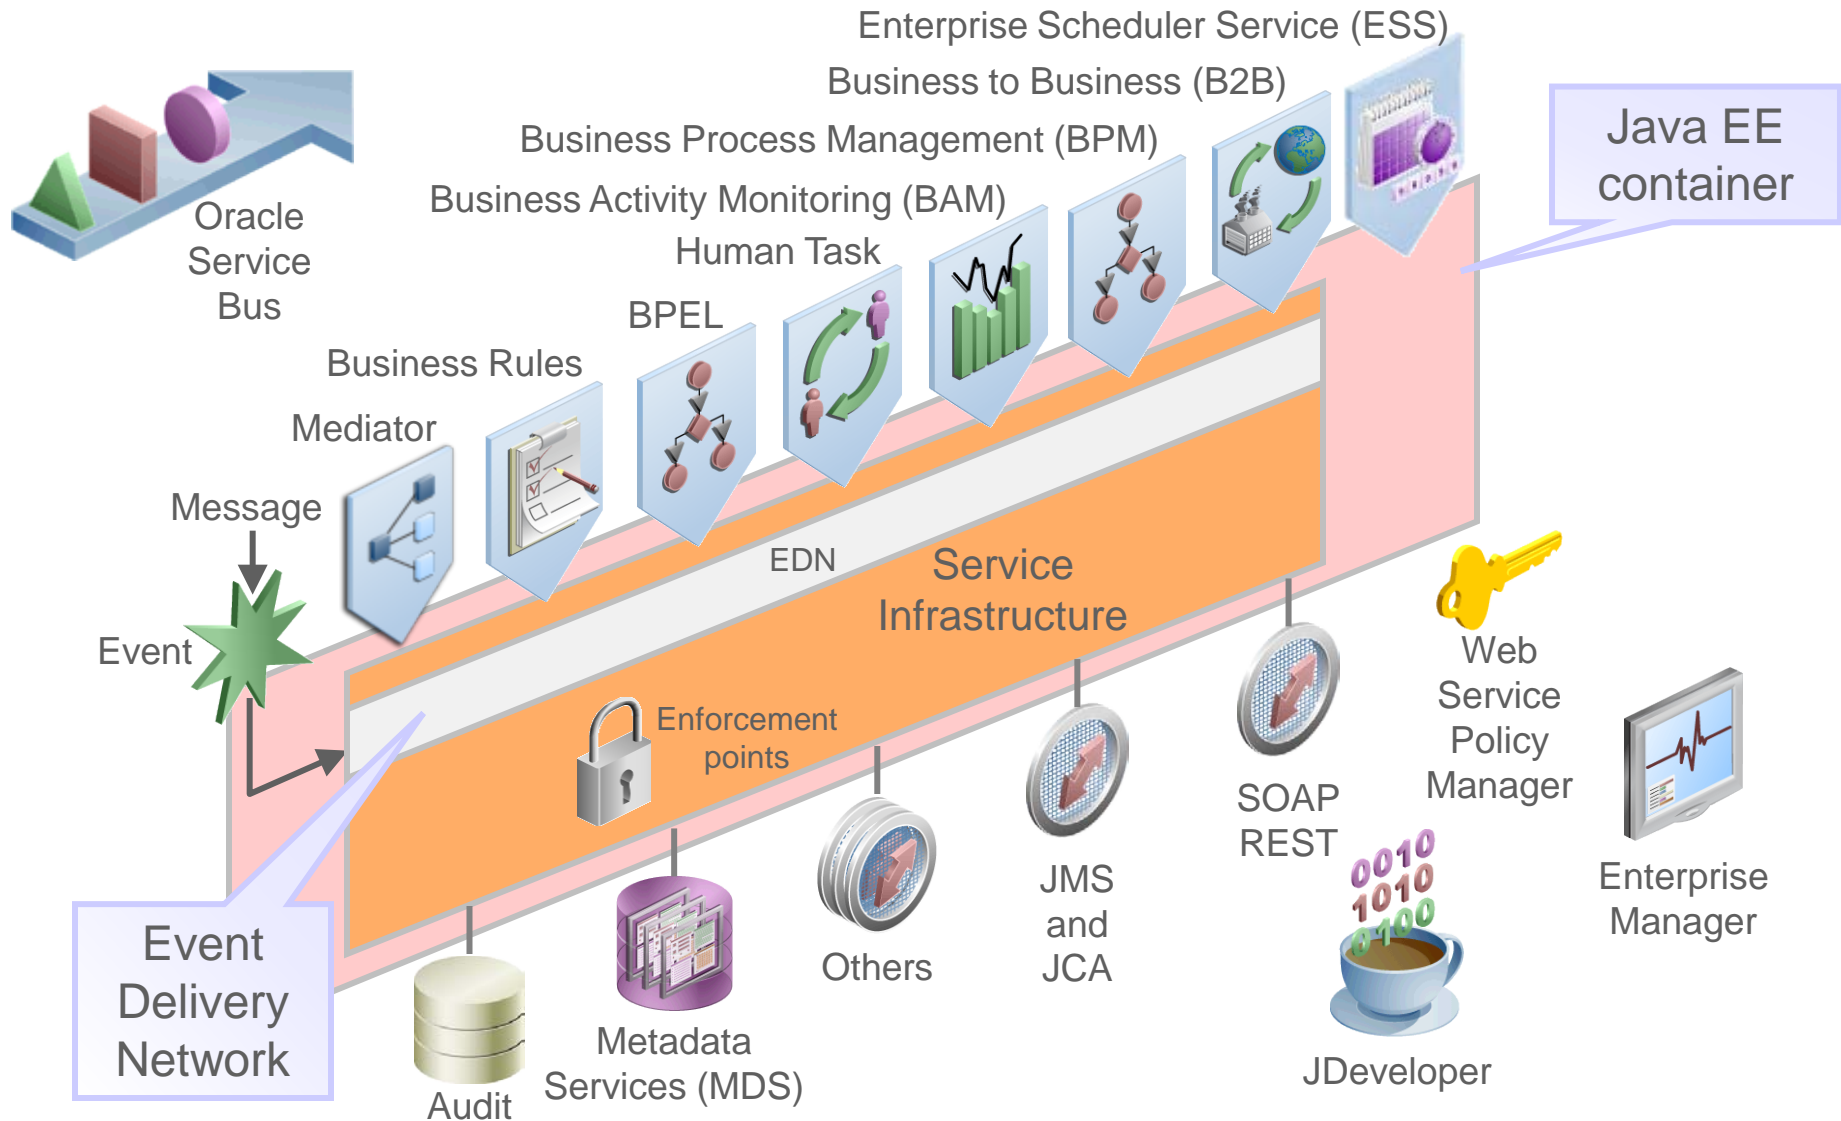 Enterprise Scheduler Service (ESS)
Business to Business (B2B)
Business Process Management (BPM)
Business Activity Monitoring (BAM)
Human Task
BPEL
Business Rules
Mediator
Oracle
Service
Bus
Java EE
container
Message
Event
EDN
Service
Infrastructure
Enforcement
points
Web
Service
Policy
Manager
SOAP
REST
JMS
and
JCA
Others
Enterprise
Manager
0010
1010
0100
JDeveloper
Event
Delivery
Network
Metadata
Services (MDS)
Audit